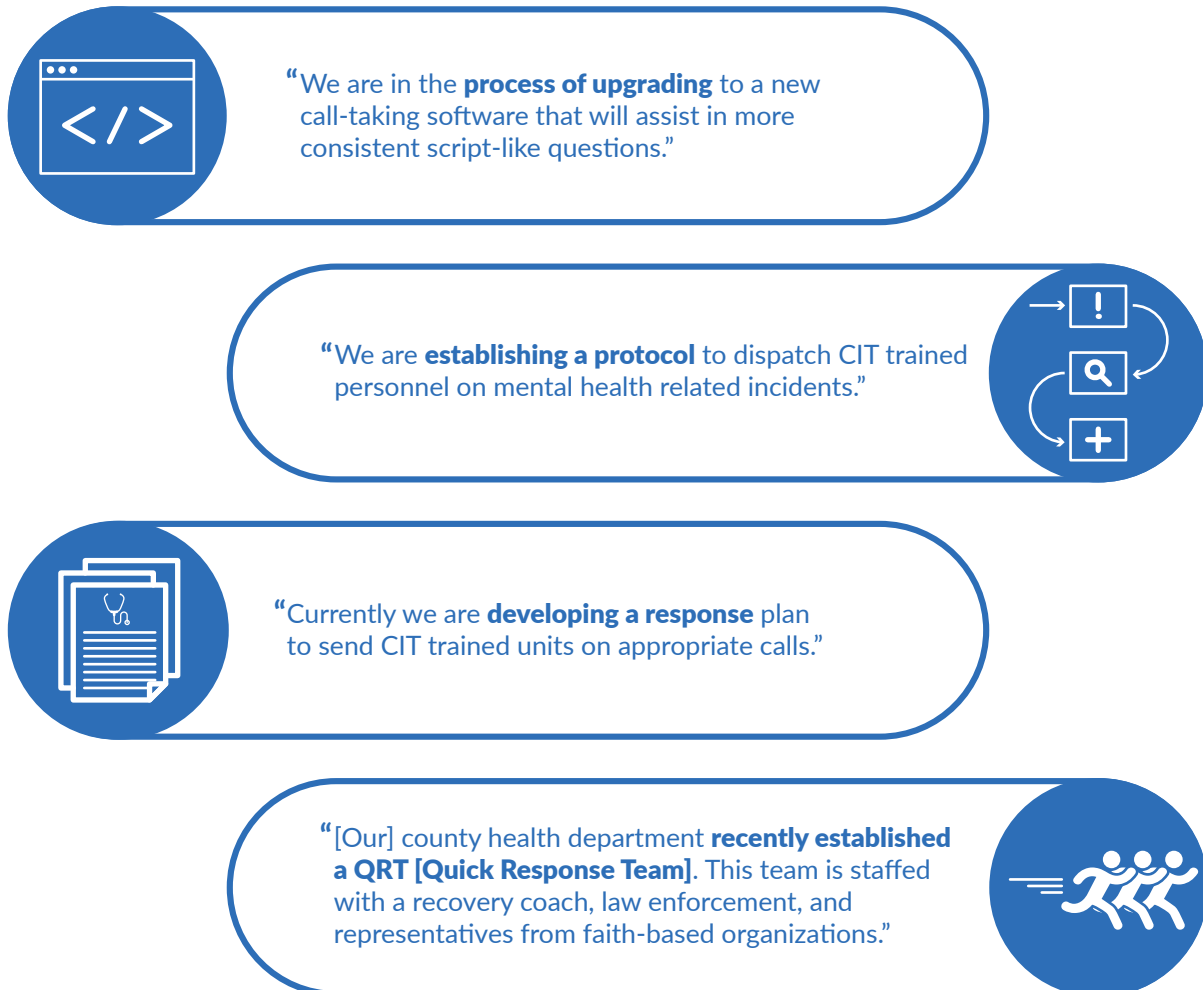 “We are in the process of upgrading to a new
call-taking software that will assist in more
consistent script-like questions.”
“We are establishing a protocol to dispatch CIT trained
personnel on mental health related incidents.”
“Currently we are developing a response plan
to send CIT trained units on appropriate calls.”
“[Our] county health department recently established
a QRT [Quick Response Team]. This team is staffed
with a recovery coach, law enforcement, and
representatives from faith-based organizations.”